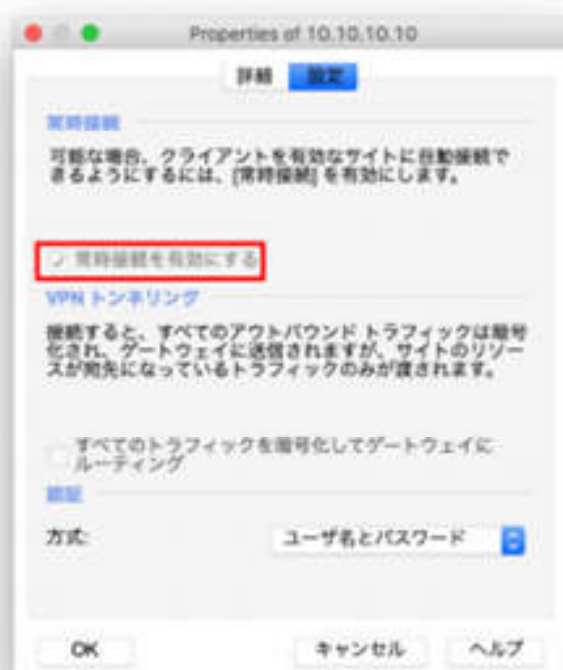 Properties of 10.10.10.10
詳細 設定
常時接続
可能な場合、クライアントを有効なサイトに自動接続で
きるようにするには、[常時接続] を有効にします。
常時接続を有効にする
VPN トンネリング
接続すると、すべてのアウトバウンド トラフィックは暗号
化され、ゲートウェイに送信されますが、サイトのリソー
スが宛先になっているトラフィックのみが渡されます。
すべてのトラフィックを暗号化してゲートウェイに
ルーティング
認証
方式: ユーザ名とパスワード
OK キャンセル ヘルプ